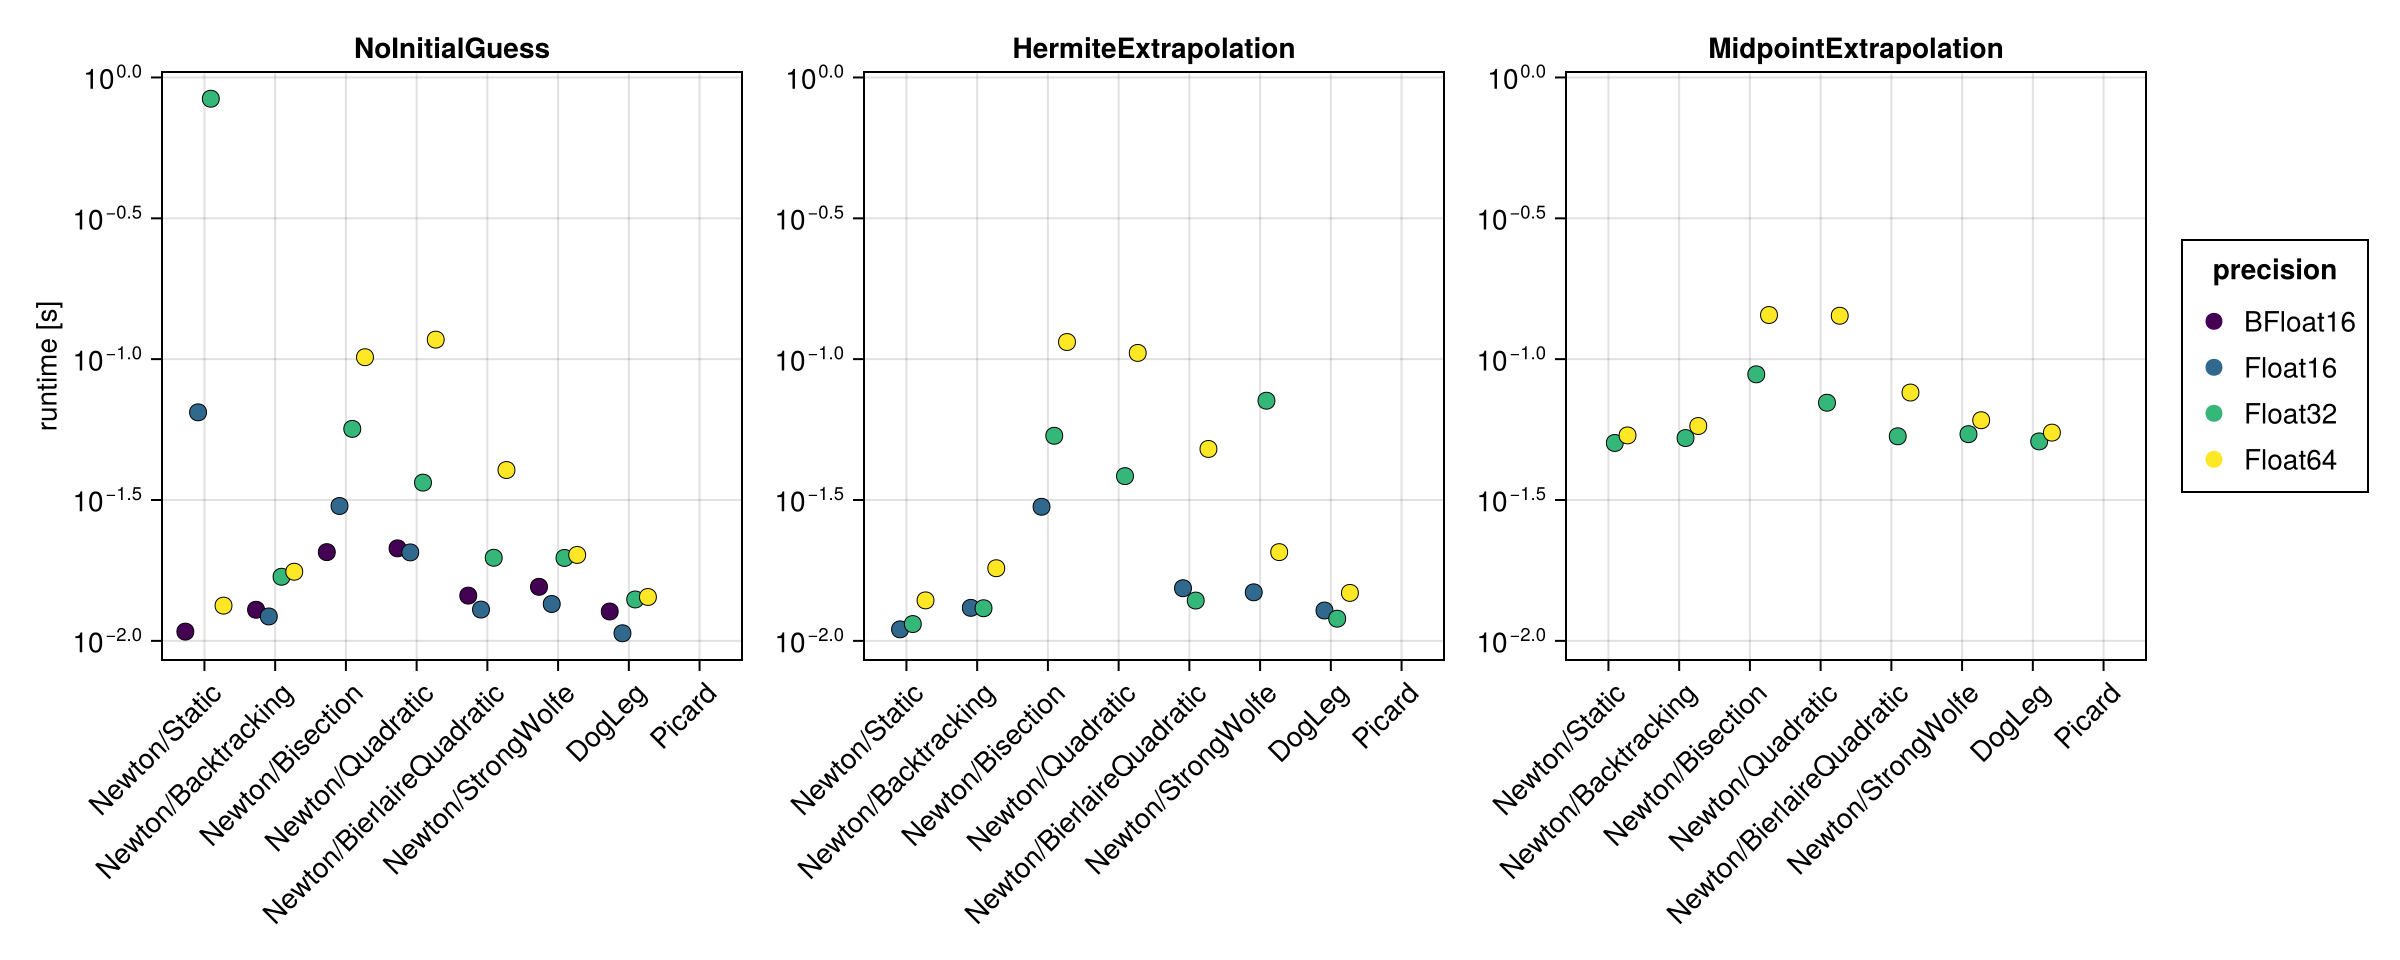 NoInitialGuess
HermiteExtrapolation
MidpointExtrapolation
runtime [s]
10^0.0
10^−0.5
10^−1.0
10^−1.5
10^−2.0
Newton/Static
Newton/Backtracking
Newton/Bisection
Newton/Quadratic
Newton/BierlaireQuadratic
Newton/StrongWolfe
DogLeg
Picard
10^0.0
10^−0.5
10^−1.0
10^−1.5
10^−2.0
Newton/Static
Newton/Backtracking
Newton/Bisection
Newton/Quadratic
Newton/BierlaireQuadratic
Newton/StrongWolfe
DogLeg
Picard
10^0.0
10^−0.5
10^−1.0
10^−1.5
10^−2.0
Newton/Static
Newton/Backtracking
Newton/Bisection
Newton/Quadratic
Newton/BierlaireQuadratic
Newton/StrongWolfe
DogLeg
Picard
precision
BFloat16
Float16
Float32
Float64